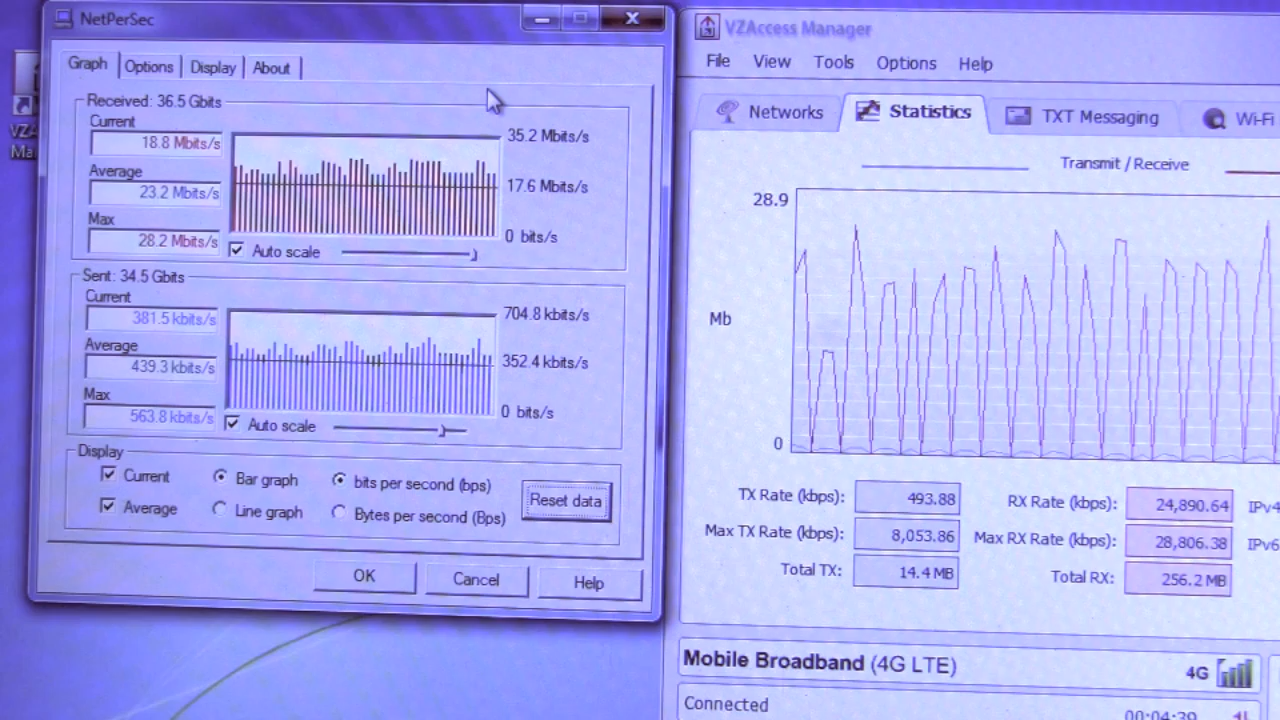 NetPerSec
Graph Options Display About
Received: 36.5 Gbits
Current
18.8 Mbits/s
Average
23.2 Mbits/s
Max
28.2 Mbits/s
35.2 Mbits/s
17.6 Mbits/s
0 bits/s
Auto scale
Sent: 34.5 Gbits
Current
381.5 kbits/s
Average
439.3 kbits/s
Max
563.8 kbits/s
704.8 kbits/s
352.4 kbits/s
0 bits/s
Auto scale
Display
Current Bar graph bits per second (bps)
Average Line graph Bytes per second (Bps)
Reset data
OK Cancel Help
VZA
Ma
VZAccess Manager
File View Tools Options Help
Networks Statistics TXT Messaging Wi-Fi
Transmit / Receive
28.9
Mb
0
TX Rate (kbps): 493.88 RX Rate (kbps): 24,890.64 IPv4
Max TX Rate (kbps): 8,053.86 Max RX Rate (kbps): 28,806.38 IPv6
Total TX: 14.4 MB Total RX: 256.2 MB
Mobile Broadband (4G LTE) 4G
Connected 00:04:39